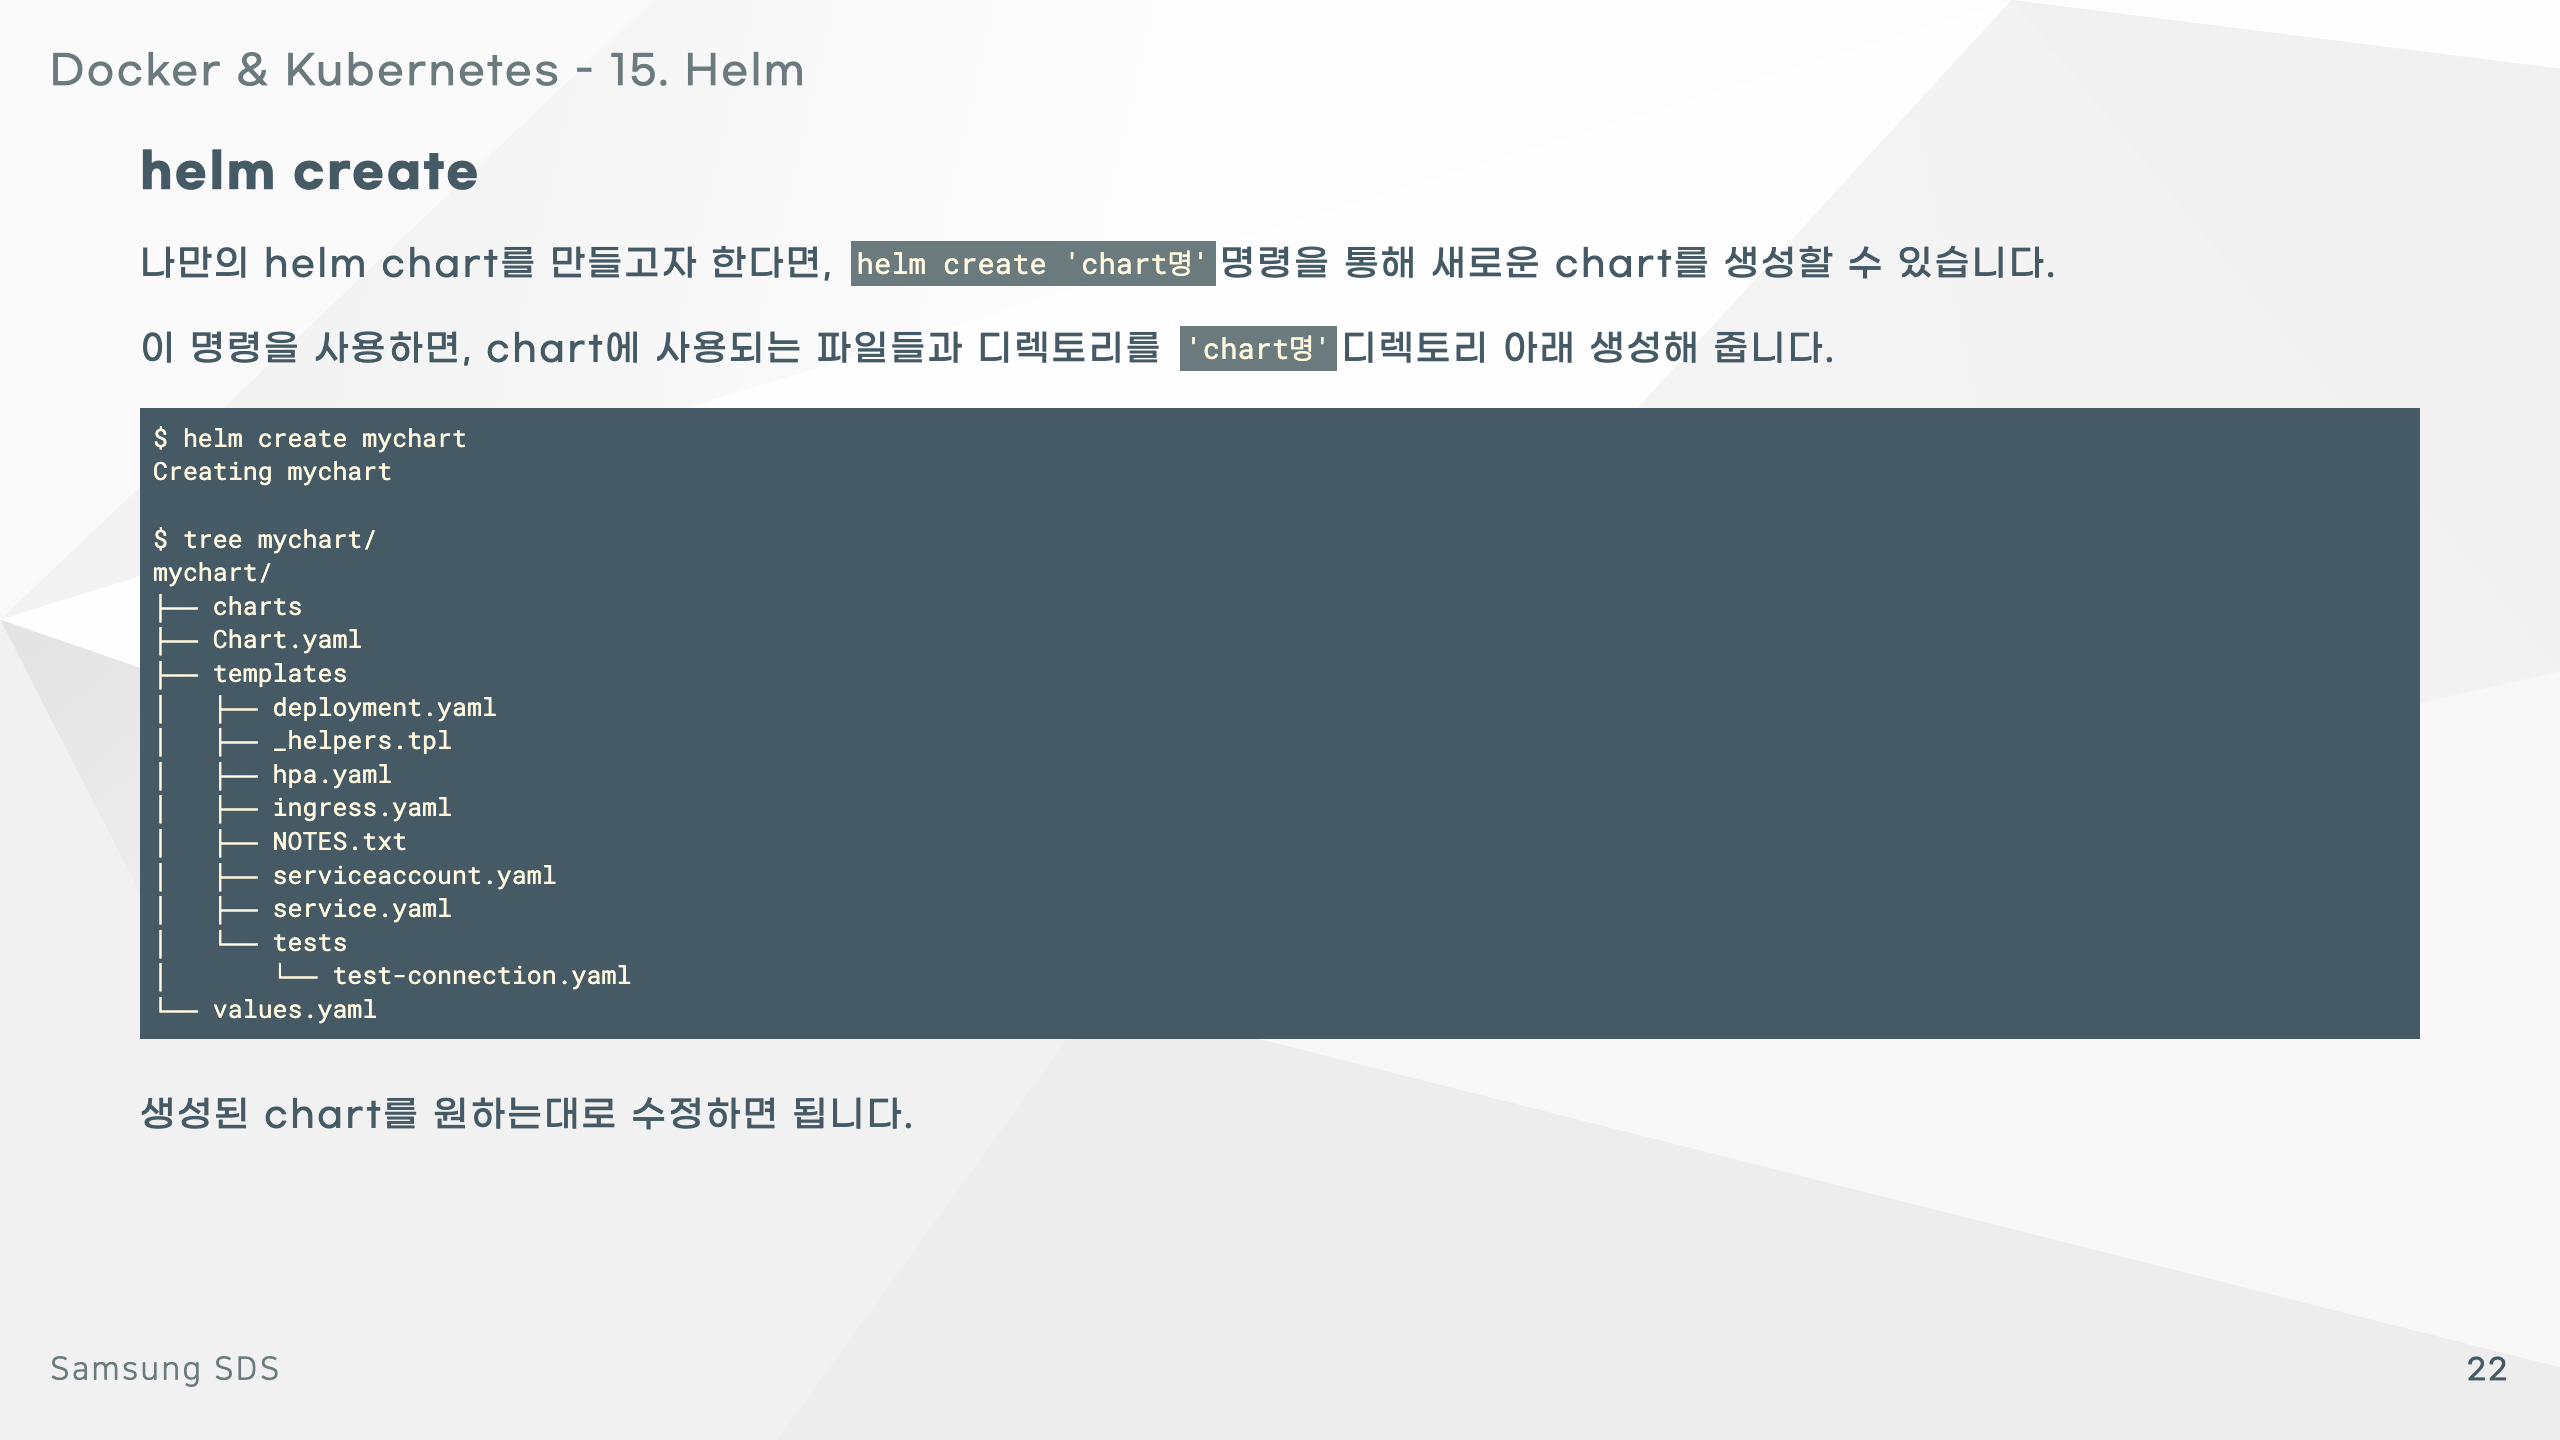 Docker & Kubernetes - 15. Helm
helm create
나만의 helm chart를 만들고자 한다면, helm create 'chart명' 명령을 통해 새로운 chart를 생성할 수 있습니다.
이 명령을 사용하면, chart에 사용되는 파일들과 디렉토리를 'chart명' 디렉토리 아래 생성해 줍니다.
$ helm create mychart
Creating mychart
$ tree mychart/
mychart/
├── charts
├── Chart.yaml
├── templates
│   ├── deployment.yaml
│   ├── _helpers.tpl
│   ├── hpa.yaml
│   ├── ingress.yaml
│   ├── NOTES.txt
│   ├── serviceaccount.yaml
│   ├── service.yaml
│   └── tests
│       └── test-connection.yaml
└── values.yaml
생성된 chart를 원하는대로 수정하면 됩니다.
Samsung SDS
22